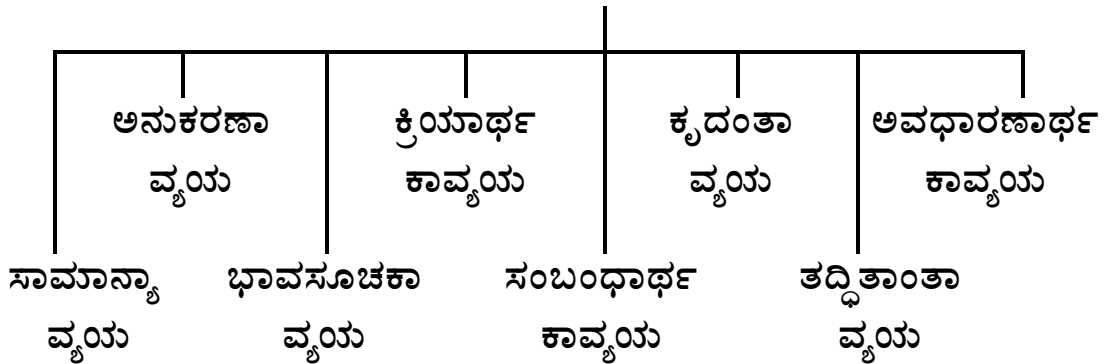 ಅನುಕರಣಾ ಕ್ರಿಯಾರ್ಥ ಕೃದಂತಾ ಅವಧಾರಣಾರ್ಥ
ವ್ಯಯ ಕಾವ್ಯಯ ವ್ಯಯ ಕಾವ್ಯಯ
ಸಾಮಾನ್ಯಾ ಭಾವಸೂಚಕಾ ಸಂಬಂಧಾರ್ಥ ತದ್ಧಿತಾಂತಾ
ವ್ಯಯ ವ್ಯಯ ಕಾವ್ಯಯ ವ್ಯಯ